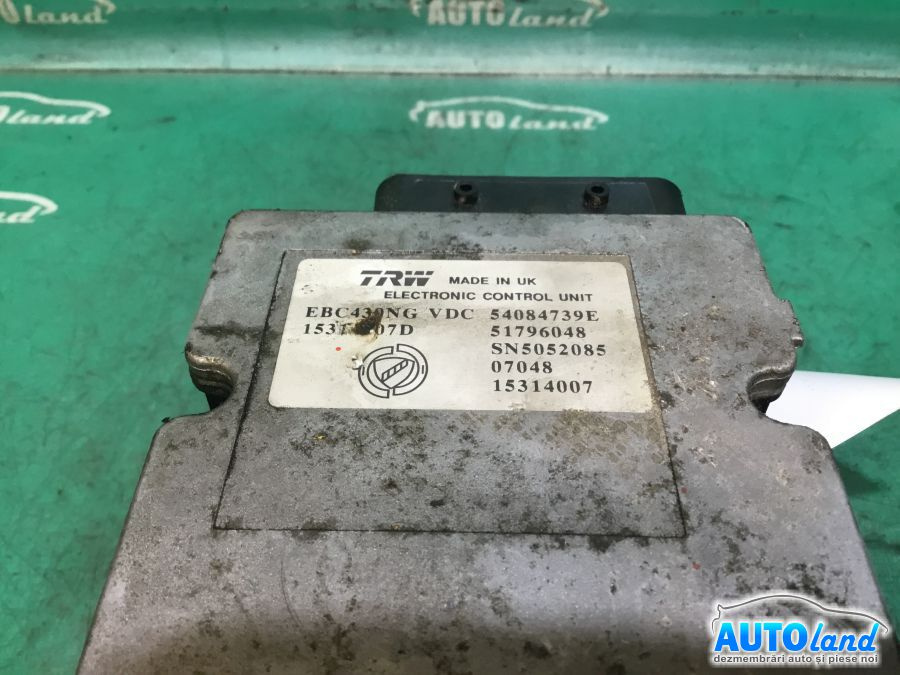 AUTOland
AUTOland
TRW MADE IN UK
ELECTRONIC CONTROL UNIT
VDC 54084739E
51796048
SN5052085
07048
15314007
AUTOland
dezmembrări auto și piese noi